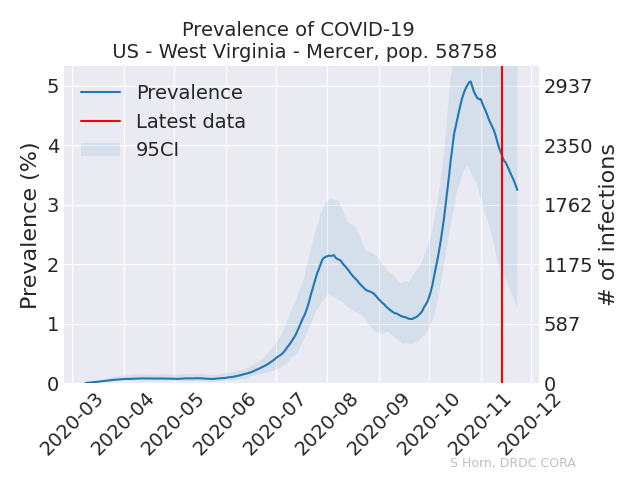 Prevalence of COVID-19
US - West Virginia - Mercer, pop. 58758
Prevalence
Latest data
95CI
Prevalence (%)
5
4
3
2
1
0
2937
2350
1762
1175
587
0
# of infections
2020-03
2020-04
2020-05
2020-06
2020-07
2020-08
2020-09
2020-10
2020-11
2020-12
S Horn, DRDC CORA